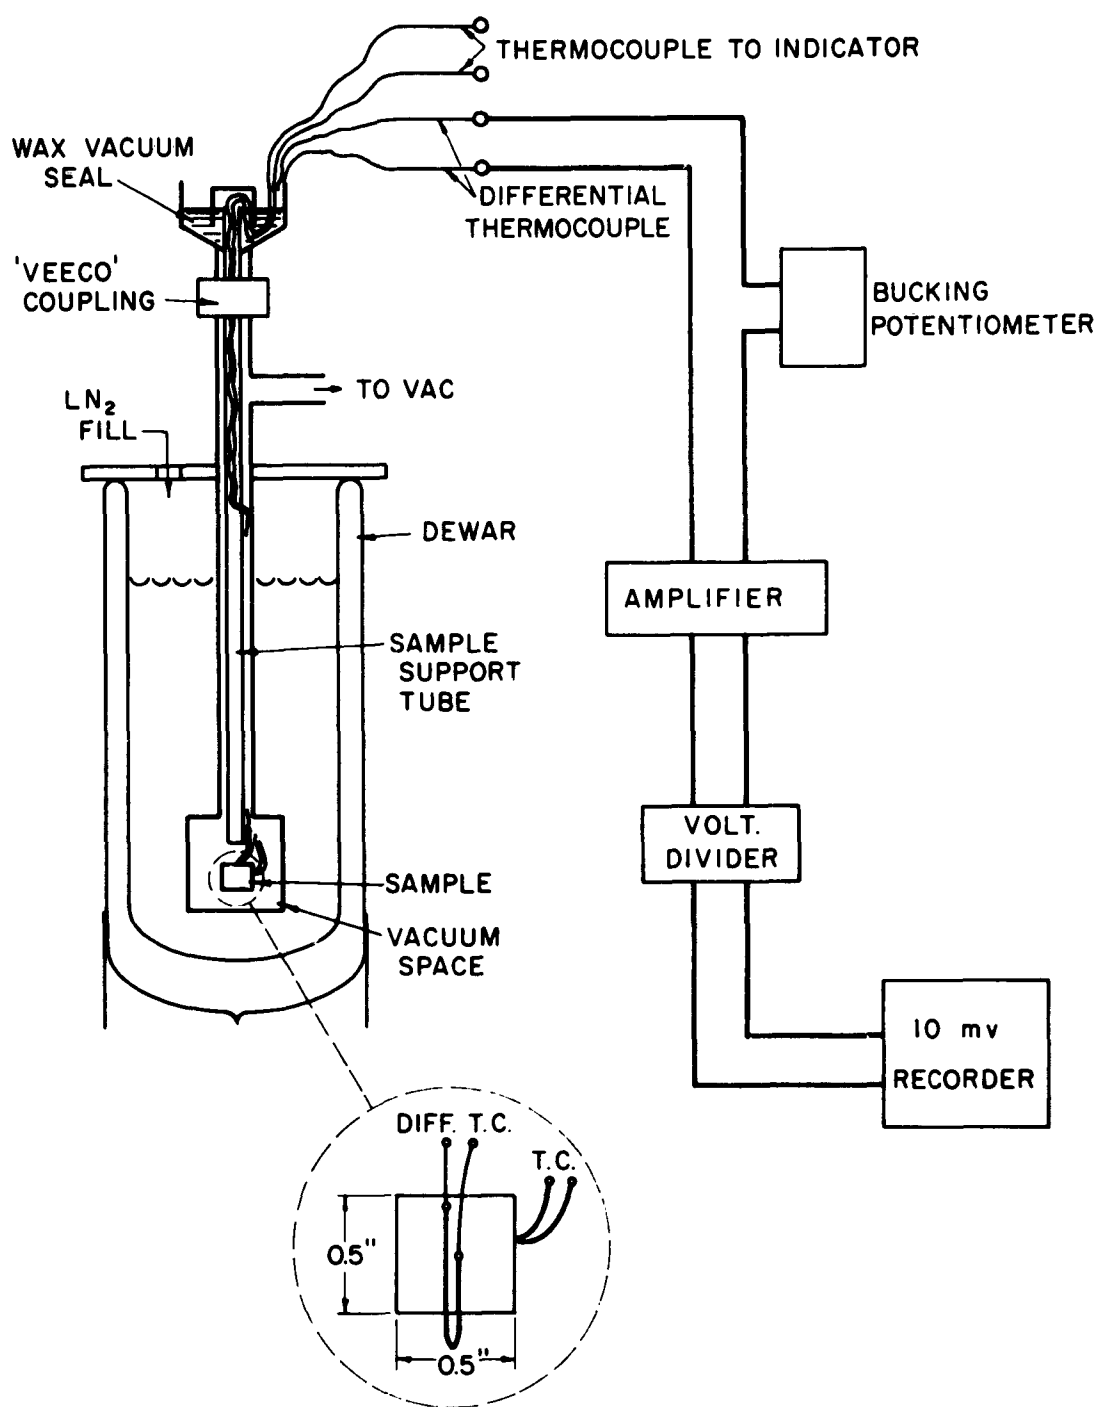 THERMOCOUPLE TO INDICATOR
WAX VACUUM
SEAL
DIFFERENTIAL
THERMOCOUPLE
'VEECO'
COUPLING
BUCKING
POTENTIOMETER
TO VAC
LN₂
FILL
DEWAR
AMPLIFIER
SAMPLE
SUPPORT
TUBE
VOLT.
DIVIDER
SAMPLE
VACUUM
SPACE
10 mv
RECORDER
DIFF. T.C.
T.C.
0.5"
0.5"